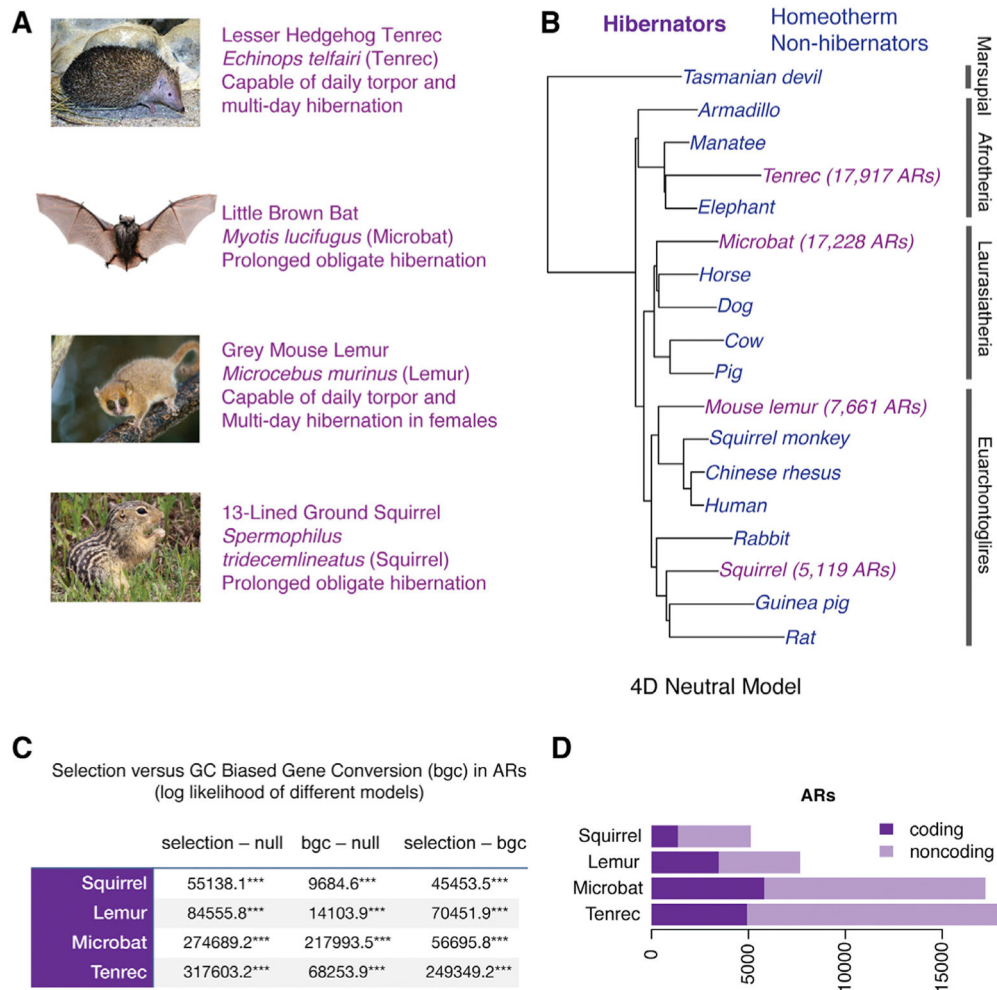 A
Lesser Hedgehog Tenrec
Echinops telfairi (Tenrec)
Capable of daily torpor and
multi-day hibernation
Little Brown Bat
Myotis lucifugus (Microbat)
Prolonged obligate hibernation
Grey Mouse Lemur
Microcebus murinus (Lemur)
Capable of daily torpor and
Multi-day hibernation in females
13-Lined Ground Squirrel
Spermophilus
tridecemlineatus (Squirrel)
Prolonged obligate hibernation
B
Hibernators
Homeotherm
Non-hibernators
Tasmanian devil
Armadillo
Manatee
Tenrec (17,917 ARs)
Elephant
Microbat (17,228 ARs)
Horse
Dog
Cow
Pig
Mouse lemur (7,661 ARs)
Squirrel monkey
Chinese rhesus
Human
Rabbit
Squirrel (5,119 ARs)
Guinea pig
Rat
Marsupial
Afrotheria
Laurasiatheria
Euarchontoglires
4D Neutral Model
C
Selection versus GC Biased Gene Conversion (bgc) in ARs
(log likelihood of different models)
selection – null bgc – null selection – bgc
Squirrel 55138.1*** 9684.6*** 45453.5***
Lemur 84555.8*** 14103.9*** 70451.9***
Microbat 274689.2*** 217993.5*** 56695.8***
Tenrec 317603.2*** 68253.9*** 249349.2***
D
ARs
coding
noncoding
Squirrel
Lemur
Microbat
Tenrec
0 5000 10000 15000